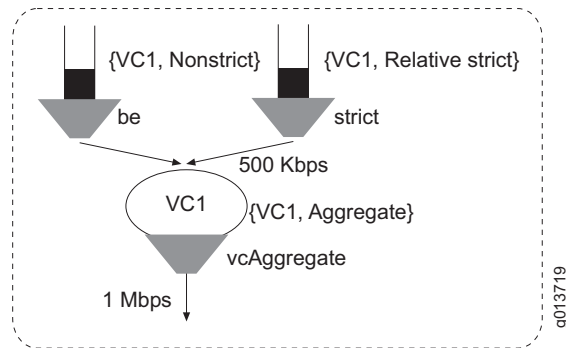 {VC1, Nonstrict}
{VC1, Relative strict}
be
strict
500 Kbps
VC1
{VC1, Aggregate}
vcAggregate
1 Mbps
g013719